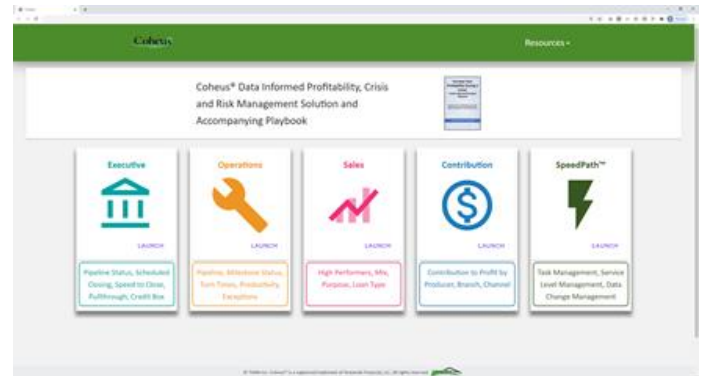 Coheus
Resources
Coheus® Data Informed Profitability, Crisis
and Risk Management Solution and
Accompanying Playbook
Executive
LAUNCH
Pipeline Status, Scheduled
Closing, Speed to Close,
Pullthrough, Credit Box
Operations
LAUNCH
Pipeline, Milestone Status,
Turn Times, Productivity,
Exceptions
Sales
LAUNCH
High Performers, Mix,
Purpose, Loan Type
Contribution
LAUNCH
Contribution to Profit by
Producer, Branch, Channel
SpeedPath™
LAUNCH
Task Management, Service
Level Management, Data
Change Management